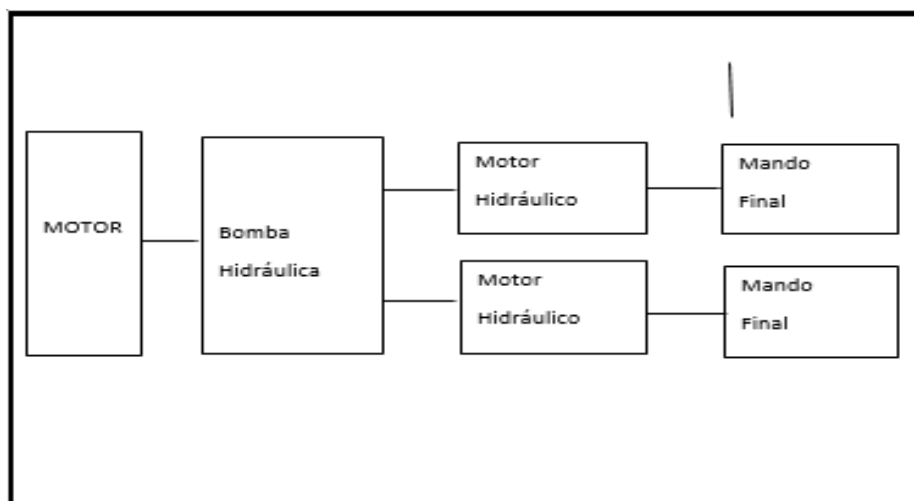 MOTOR
Bomba
Hidráulica
Motor
Hidráulico
Mando
Final
Motor
Hidráulico
Mando
Final